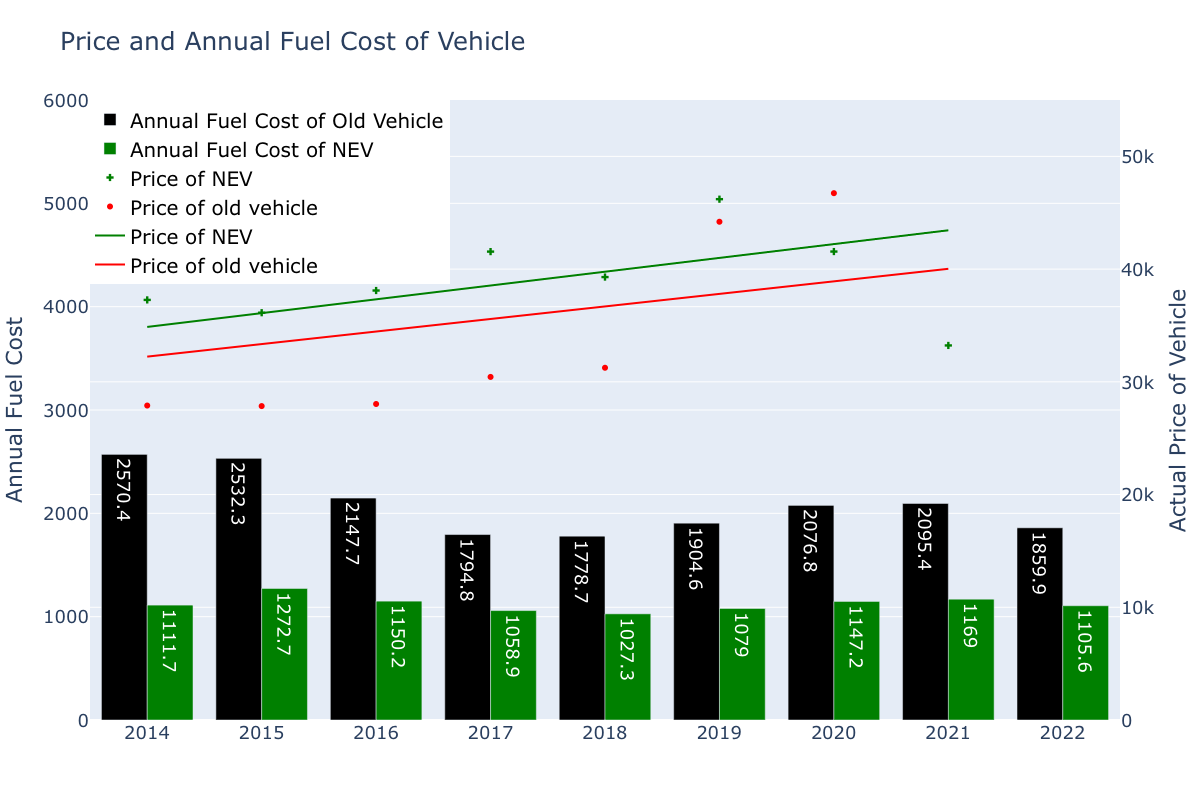 Price and Annual Fuel Cost of Vehicle
Annual Fuel Cost of Old Vehicle
Annual Fuel Cost of NEV
Price of NEV
Price of old vehicle
Price of NEV
Price of old vehicle
6000
5000
4000
3000
2000
1000
0
Annual Fuel Cost
50k
40k
30k
20k
10k
0
Actual Price of Vehicle
2570.4
1111.7
2532.3
1272.7
2147.7
1150.2
1794.8
1058.9
1778.7
1027.3
1904.6
1079
2076.8
1147.2
2095.4
1169
1859.9
1105.6
2014 2015 2016 2017 2018 2019 2020 2021 2022